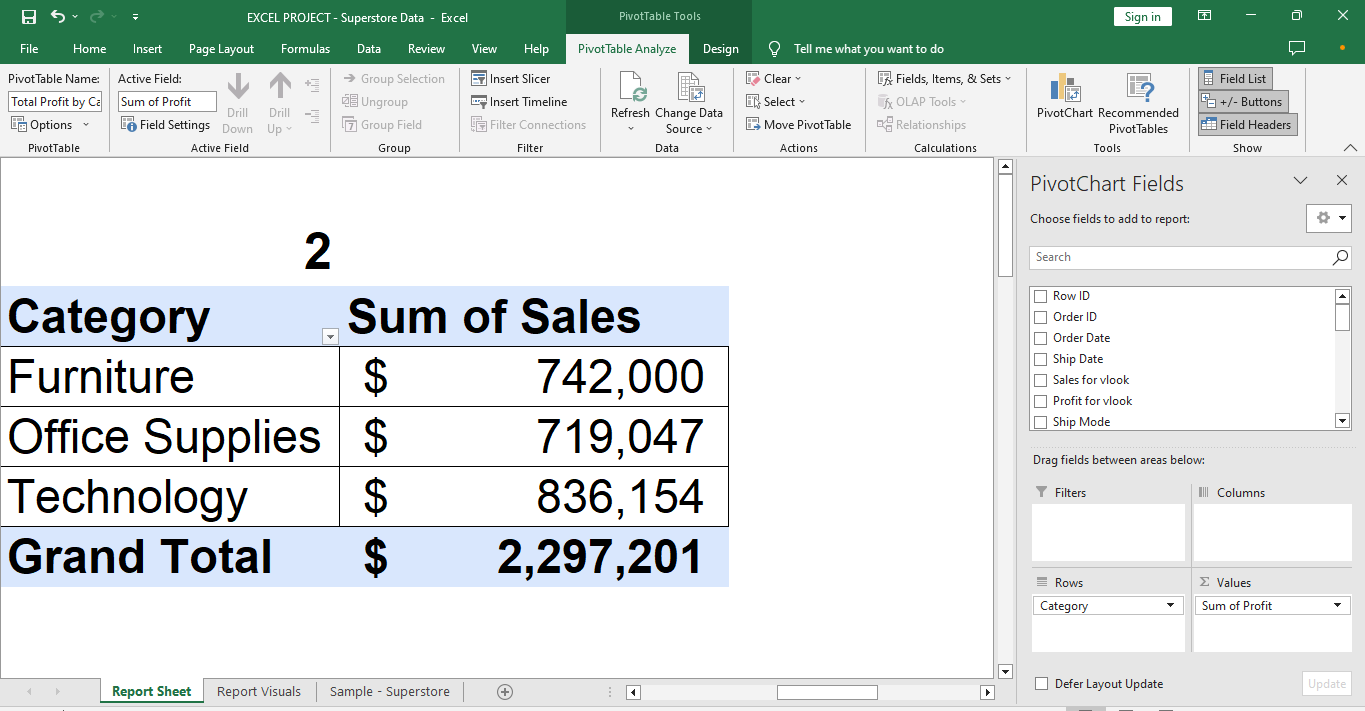 EXCEL PROJECT - Superstore Data - Excel
PivotTable Tools
Sign in
File Home Insert Page Layout Formulas Data Review View Help PivotTable Analyze Design Tell me what you want to do
PivotTable Name:
Total Profit by Ca
Options
PivotTable
Active Field:
Sum of Profit
Field Settings
Drill Down
Drill Up
Active Field
Group Selection
Ungroup
Group Field
Group
Insert Slicer
Insert Timeline
Filter Connections
Filter
Refresh
Change Data Source
Data
Clear
Select
Move PivotTable
Actions
Fields, Items, & Sets
OLAP Tools
Relationships
Calculations
PivotChart
Recommended PivotTables
Tools
Field List
+/- Buttons
Field Headers
Show
2
Category Sum of Sales
Furniture $ 742,000
Office Supplies $ 719,047
Technology $ 836,154
Grand Total $ 2,297,201
PivotChart Fields
Choose fields to add to report:
Search
Row ID
Order ID
Order Date
Ship Date
Sales for vlook
Profit for vlook
Ship Mode
Drag fields between areas below:
Filters
Columns
Rows
Category
Σ Values
Sum of Profit
Defer Layout Update
Update
Report Sheet Report Visuals Sample - Superstore